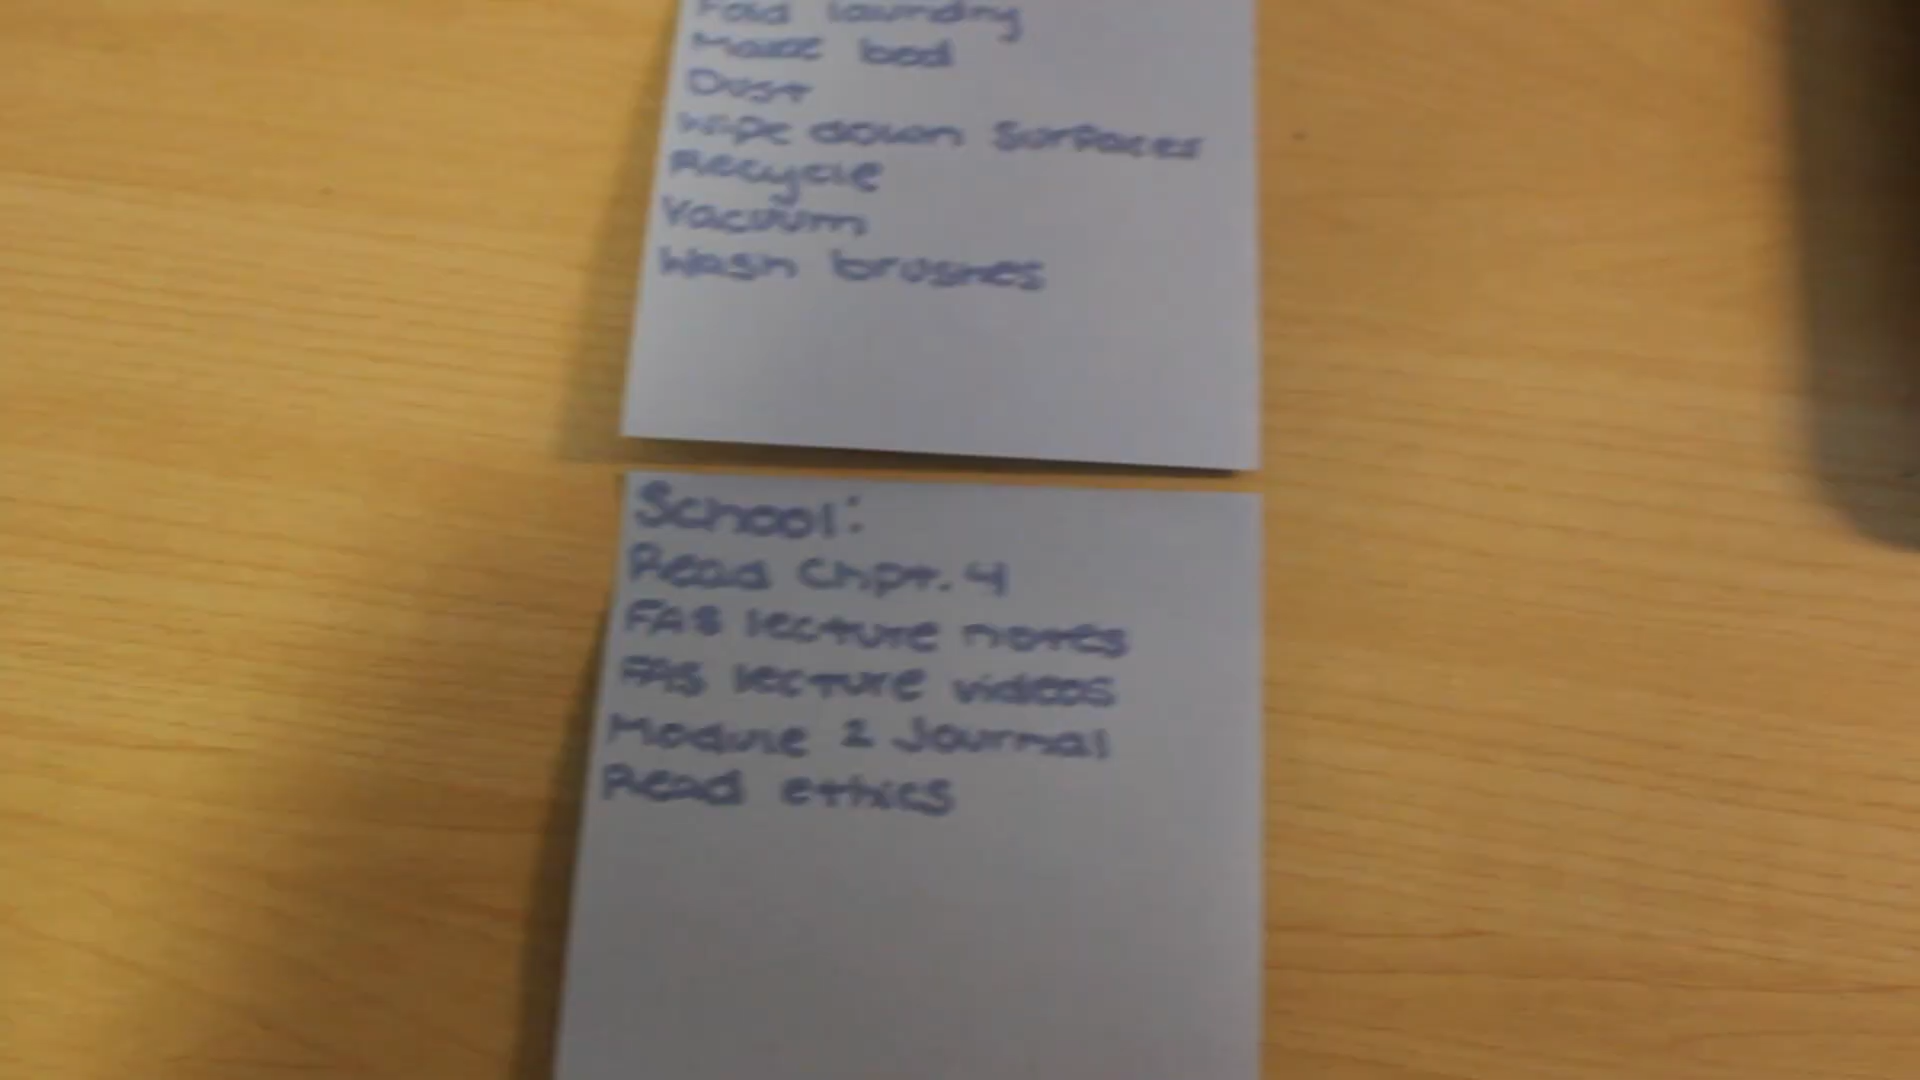 Fold laundry
Make bed
Dust
Wipe down surfaces
Recycle
Vacuum
Wash brushes
School:
Read Chpt. 4
lecture notes
lecture videos
Module 2 Journal
Read ethics